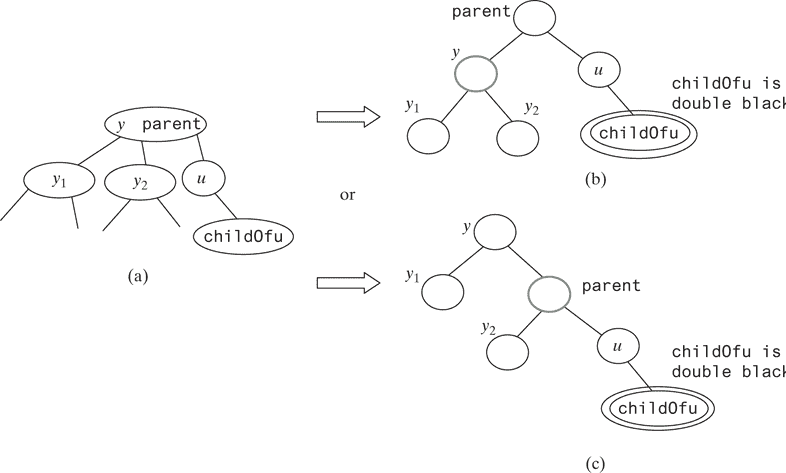 y parent
y1
y2
u
childOfu
(a)
or
parent
y
u
y1
y2
childOfu is
double black
childOfu
(b)
y
y1
parent
y2
u
childOfu is
double black
childOfu
(c)